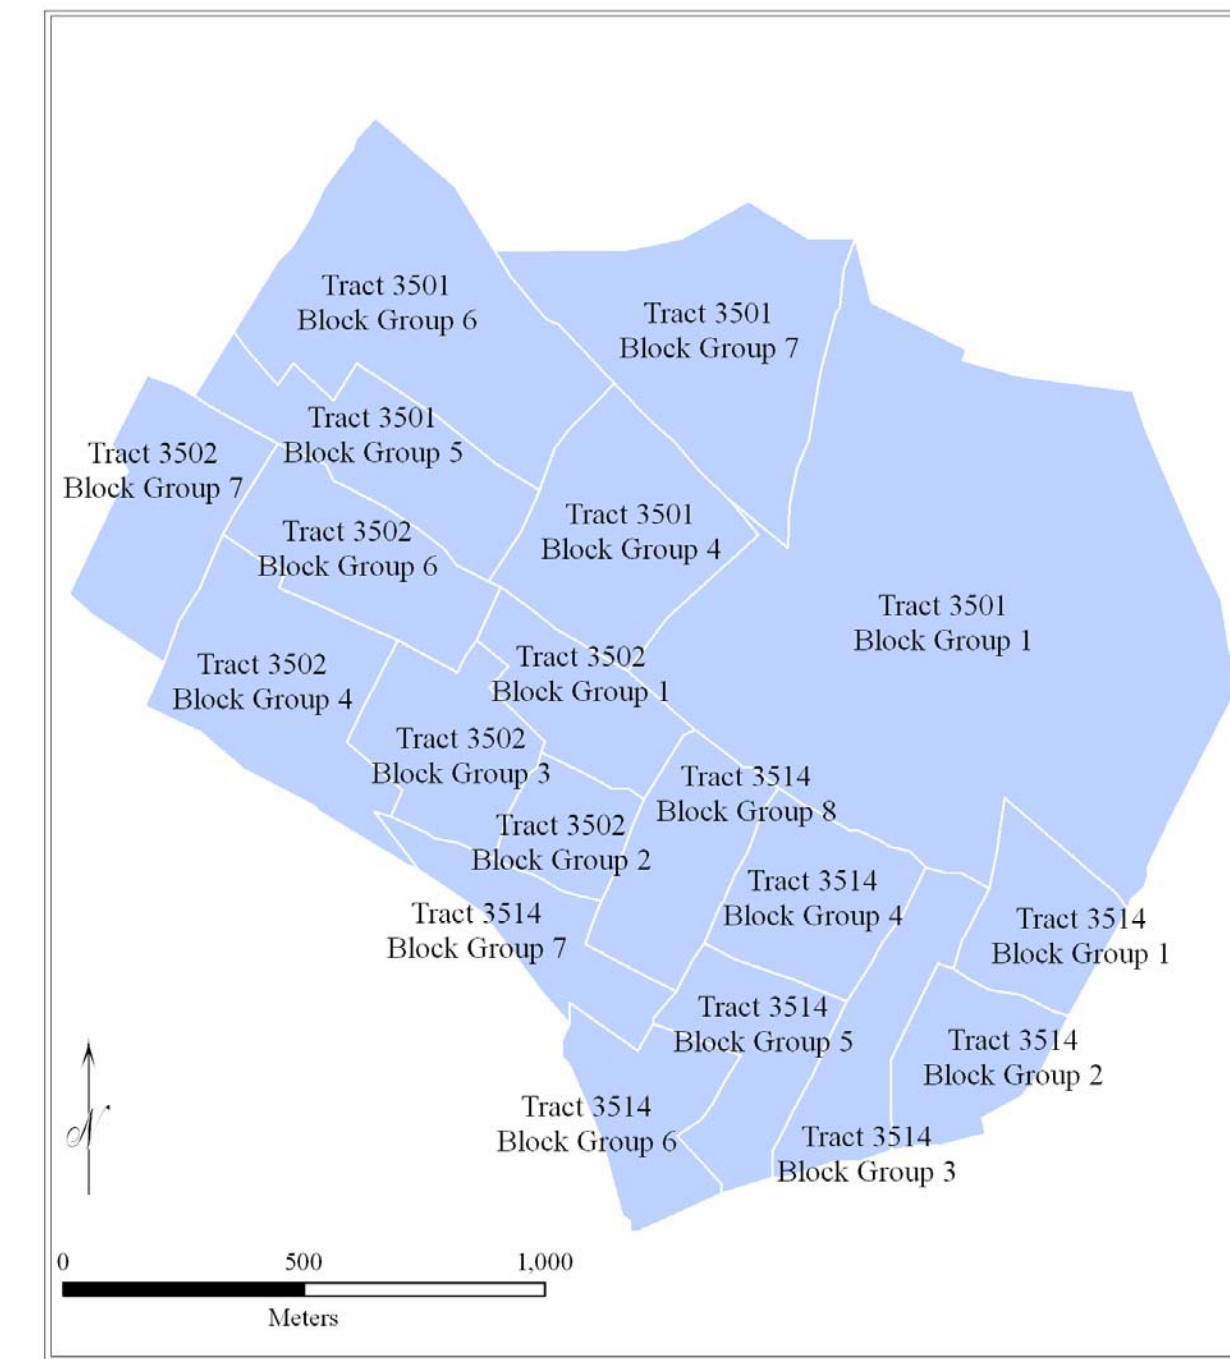 Tract 3501
Block Group 6
Tract 3501
Block Group 7
Tract 3501
Block Group 5
Tract 3502
Block Group 7
Tract 3501
Block Group 4
Tract 3502
Block Group 6
Tract 3501
Block Group 1
Tract 3502
Block Group 4
Tract 3502
Block Group 1
Tract 3502
Block Group 3
Tract 3514
Block Group 8
Tract 3502
Block Group 2
Tract 3514
Block Group 4
Tract 3514
Block Group 7
Tract 3514
Block Group 1
Tract 3514
Block Group 5
Tract 3514
Block Group 2
Tract 3514
Block Group 6
Tract 3514
Block Group 3
N
0 500 1,000
Meters